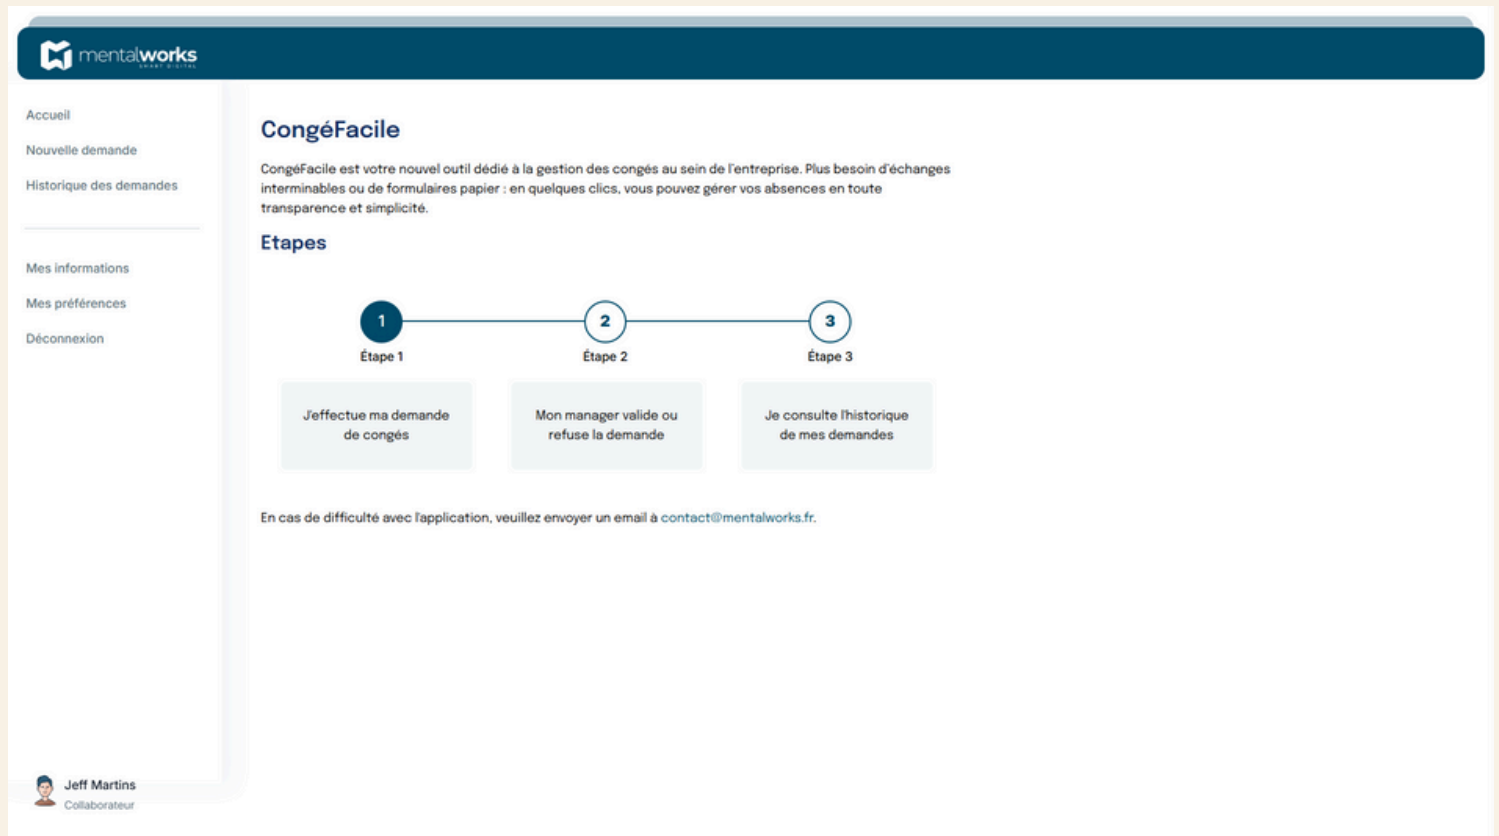 mentalworks
SMART DIGITAL
Accueil
Nouvelle demande
Historique des demandes
Mes informations
Mes préférences
Déconnexion
Jeff Martins
Collaborateur
CongéFacile
CongéFacile est votre nouvel outil dédié à la gestion des congés au sein de l'entreprise. Plus besoin d'échanges
interminables ou de formulaires papier : en quelques clics, vous pouvez gérer vos absences en toute
transparence et simplicité.
Etapes
1
2
3
Étape 1
Étape 2
Étape 3
J'effectue ma demande
de congés
Mon manager valide ou
refuse la demande
Je consulte l'historique
de mes demandes
En cas de difficulté avec l'application, veuillez envoyer un email à contact@mentalworks.fr.